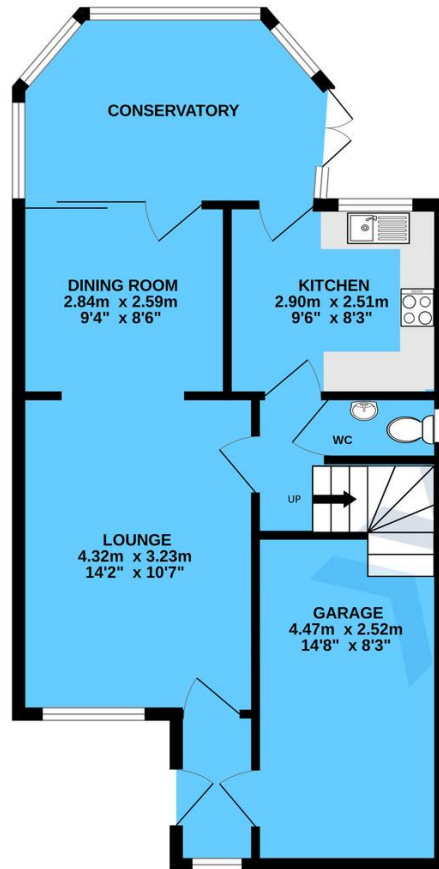 CONSERVATORY
DINING ROOM
2.84m x 2.59m
9'4" x 8'6"
KITCHEN
2.90m x 2.51m
9'6" x 8'3"
WC
UP
LOUNGE
4.32m x 3.23m
14'2" x 10'7"
GARAGE
4.47m x 2.52m
14'8" x 8'3"